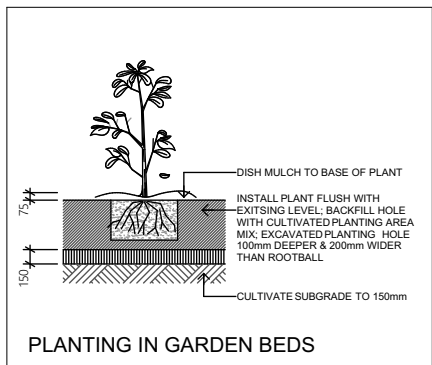 DISH MULCH TO BASE OF PLANT
75
INSTALL PLANT FLUSH WITH
EXITSING LEVEL; BACKFILL HOLE
WITH CULTIVATED PLANTING AREA
MIX; EXCAVATED PLANTING HOLE
100mm DEEPER & 200mm WIDER
THAN ROOTBALL
150
CULTIVATE SUBGRADE TO 150mm
PLANTING IN GARDEN BEDS